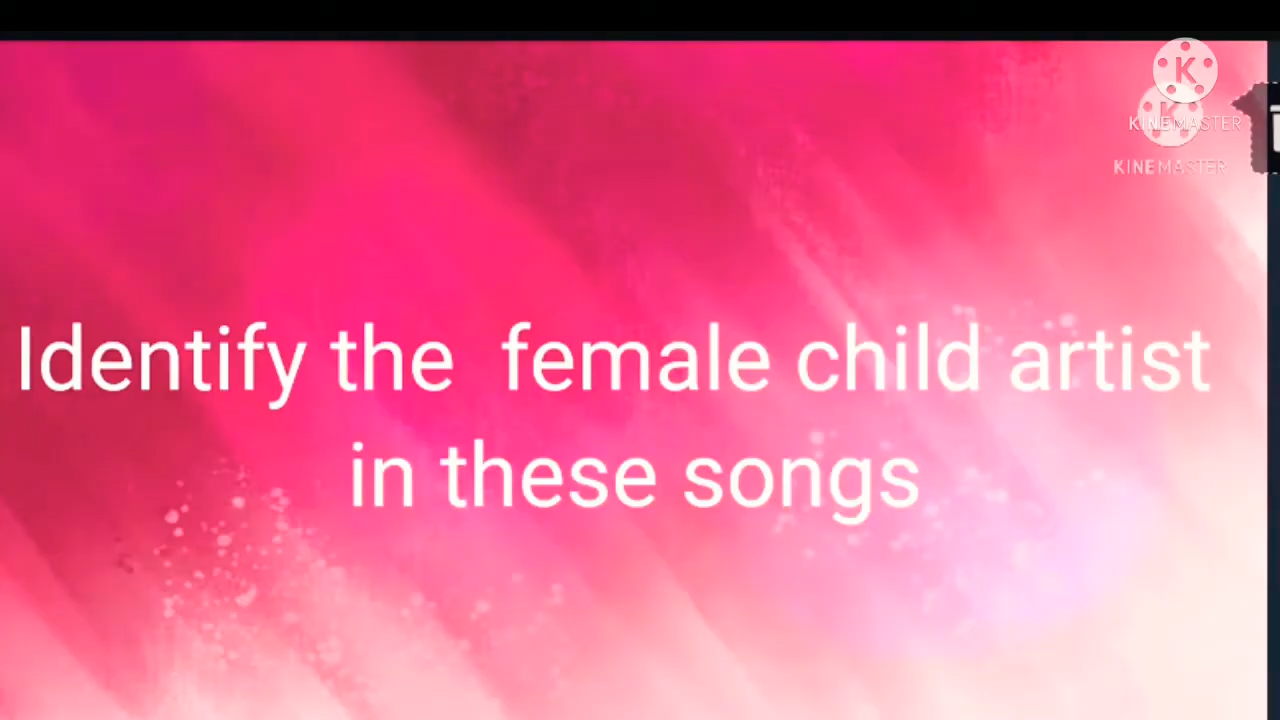 K
KINEMASTER
KINEMASTER
Identify the  female child artist
in these songs